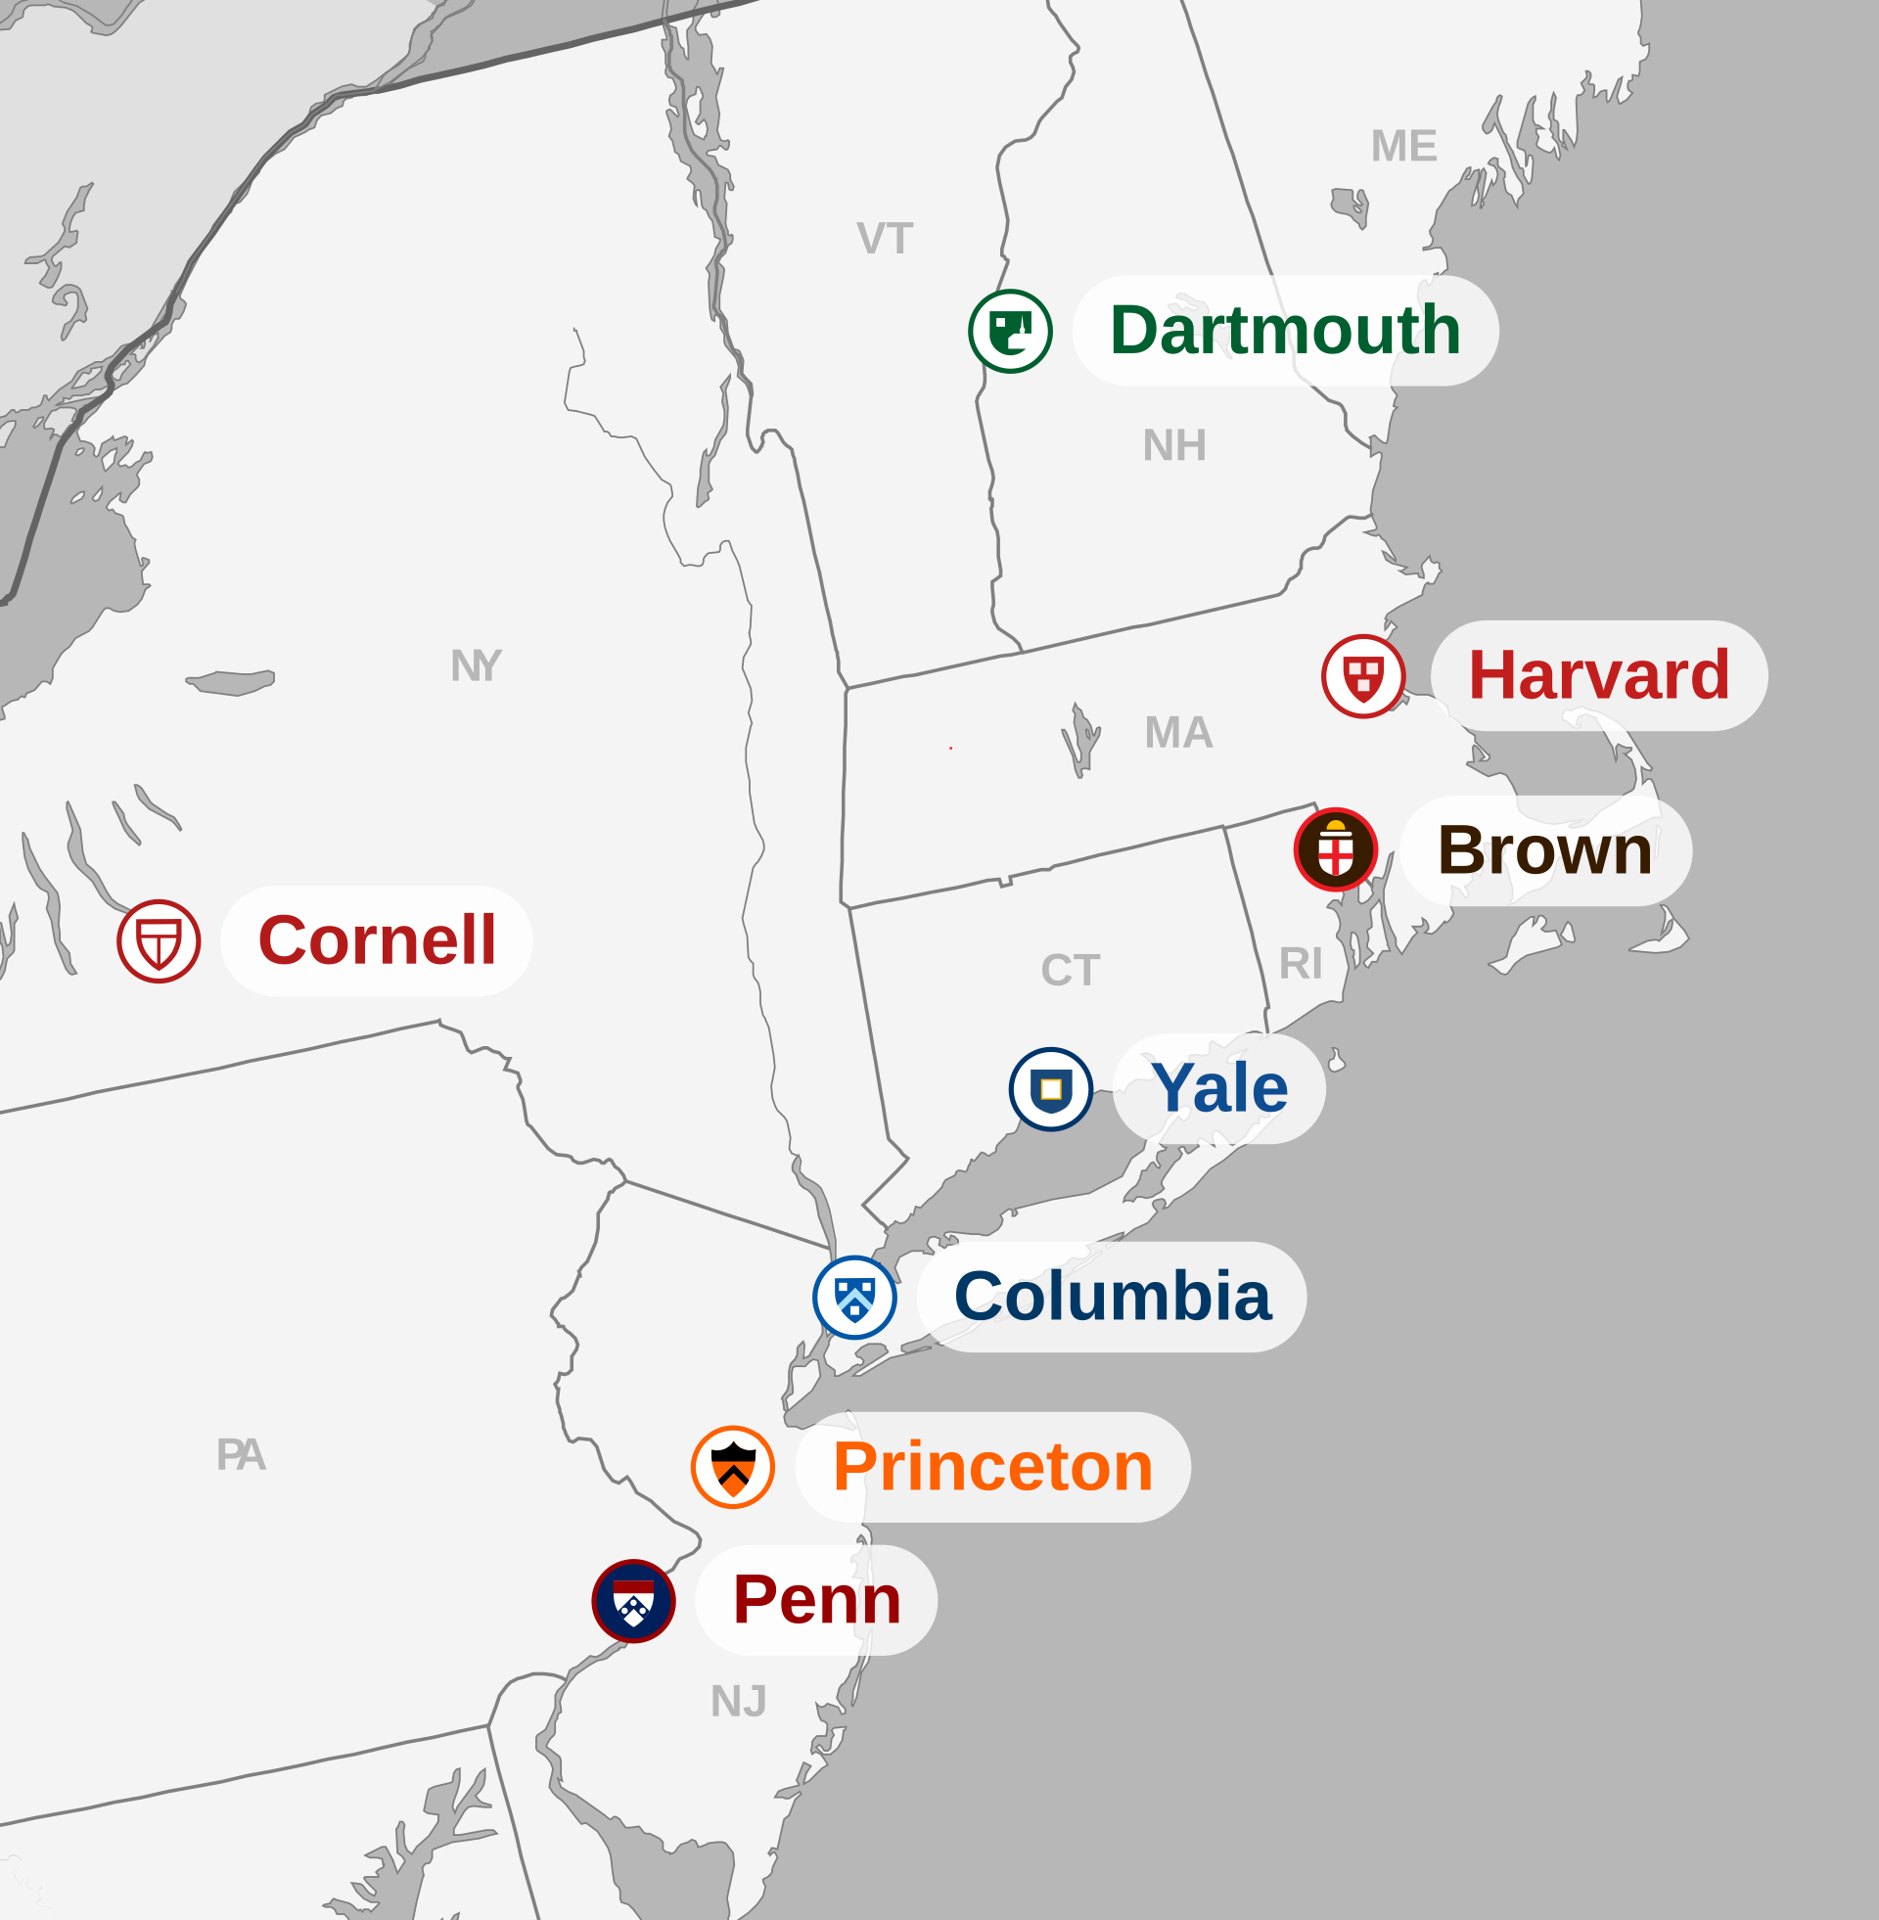 ME
VT
Dartmouth
NH
NY
Harvard
MA
Brown
Cornell
CT
RI
Yale
Columbia
PA
Princeton
Penn
NJ